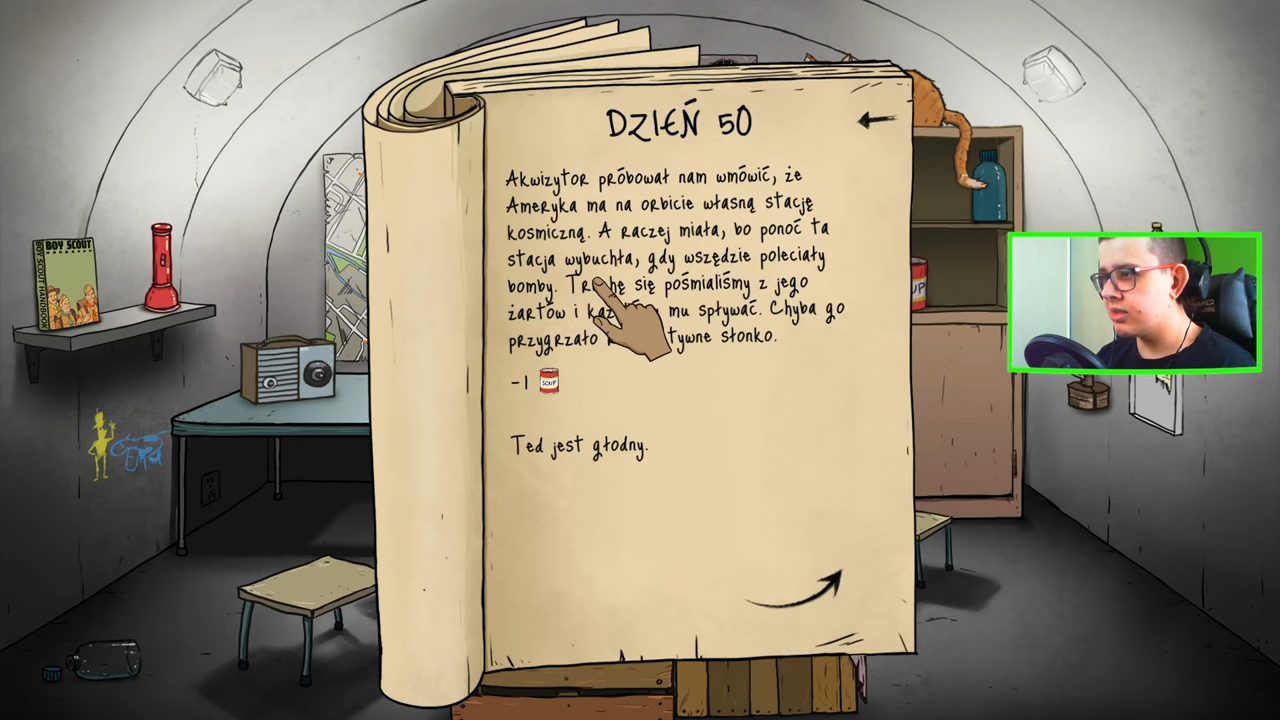 DZIEŃ 50
Akwizytor próbował nam wmówić, że
Ameryka ma na orbicie własną stację
kosmiczną. A raczej miała, bo ponoć ta
stacja wybuchła, gdy wszędzie poleciały
bomby. się pośmialiśmy z jego
żartów i mu spływać. Chyba go
przygrzało słonko.
-1 SOUP
Ted jest głodny.
BOY SCOUT
BOY SCOUT HANDBOOK